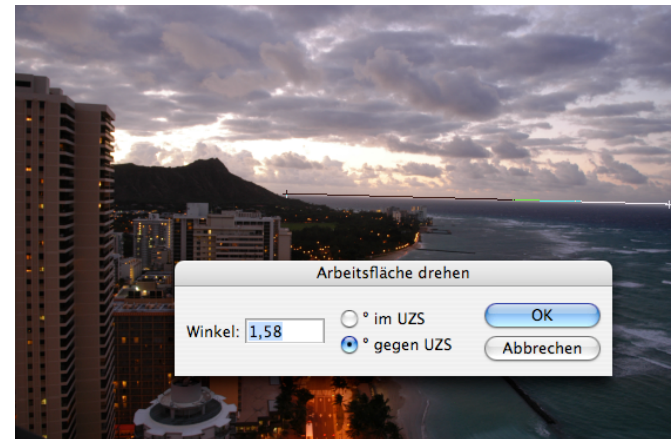 Arbeitsfläche drehen
Winkel: 1,58
° im UZS
° gegen UZS
OK
Abbrechen